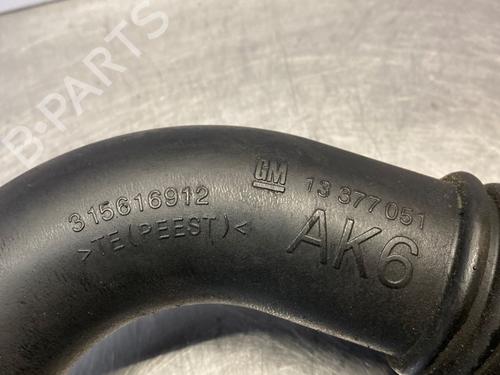 B-PARTS
GM 13 377 051
315616912
>TE(PEEST)<
AK6